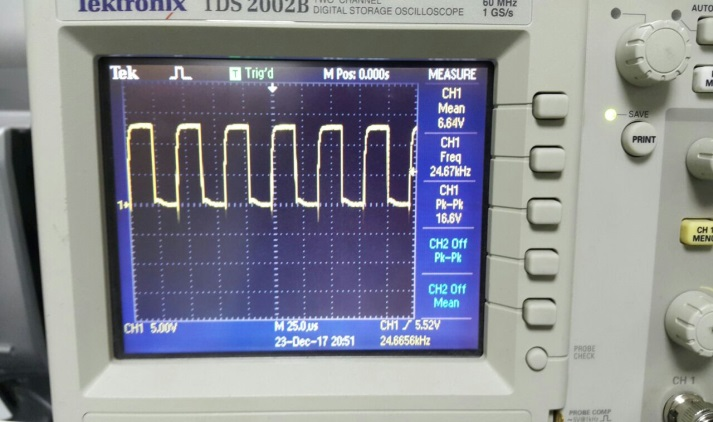 Tektronix TDS 2002B TWO CHANNEL DIGITAL STORAGE OSCILLOSCOPE 60 MHz 1 GS/s
AUTO
Tek T Trig'd M Pos: 0.000s MEASURE
CH1
Mean
6.64V
CH1
Freq
24.67kHz
CH1
Pk-Pk
16.6V
CH2 Off
Pk-Pk
CH2 Off
Mean
1
CH1 5.00V M 25.0µs CH1 5.52V
23-Dec-17 20:51 24.6656kHz
SAVE
PRINT
CH 1
MENU
PROBE
CHECK
CH 1
PROBE COMP